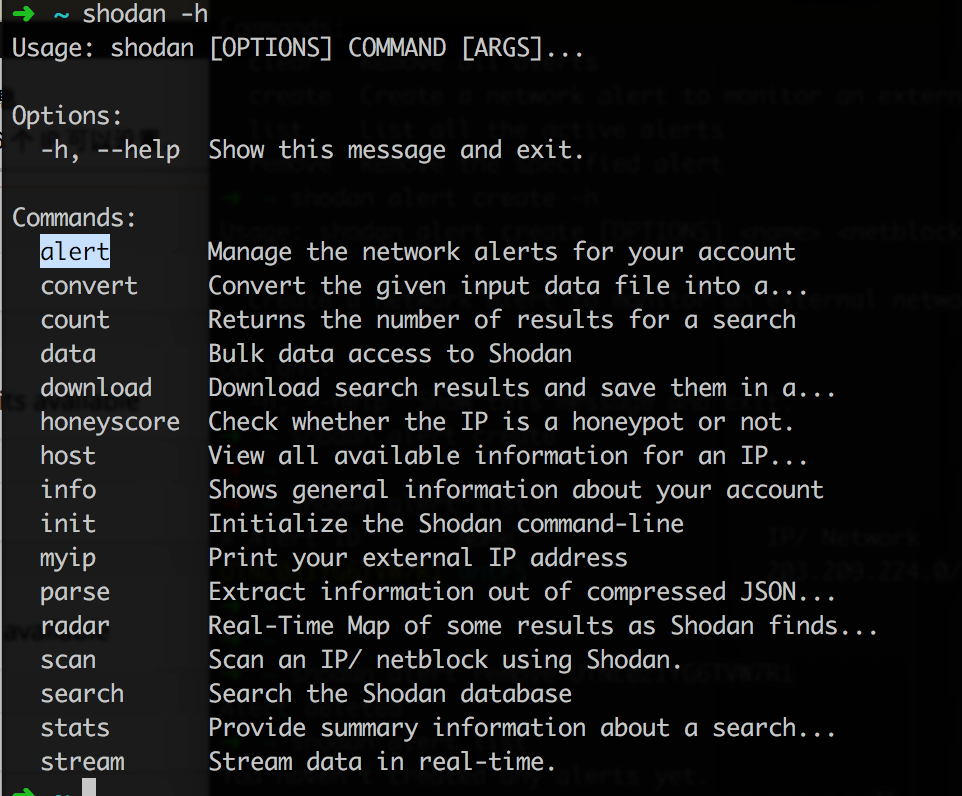 ➜ ~ shodan -h
Usage: shodan [OPTIONS] COMMAND [ARGS]...
Options:
-h, --help Show this message and exit.
Commands:
alert Manage the network alerts for your account
convert Convert the given input data file into a...
count Returns the number of results for a search
data Bulk data access to Shodan
download Download search results and save them in a...
honeyscore Check whether the IP is a honeypot or not.
host View all available information for an IP...
info Shows general information about your account
init Initialize the Shodan command-line
myip Print your external IP address
parse Extract information out of compressed JSON...
radar Real-Time Map of some results as Shodan finds...
scan Scan an IP/ netblock using Shodan.
search Search the Shodan database
stats Provide summary information about a search...
stream Stream data in real-time.
➜ ~